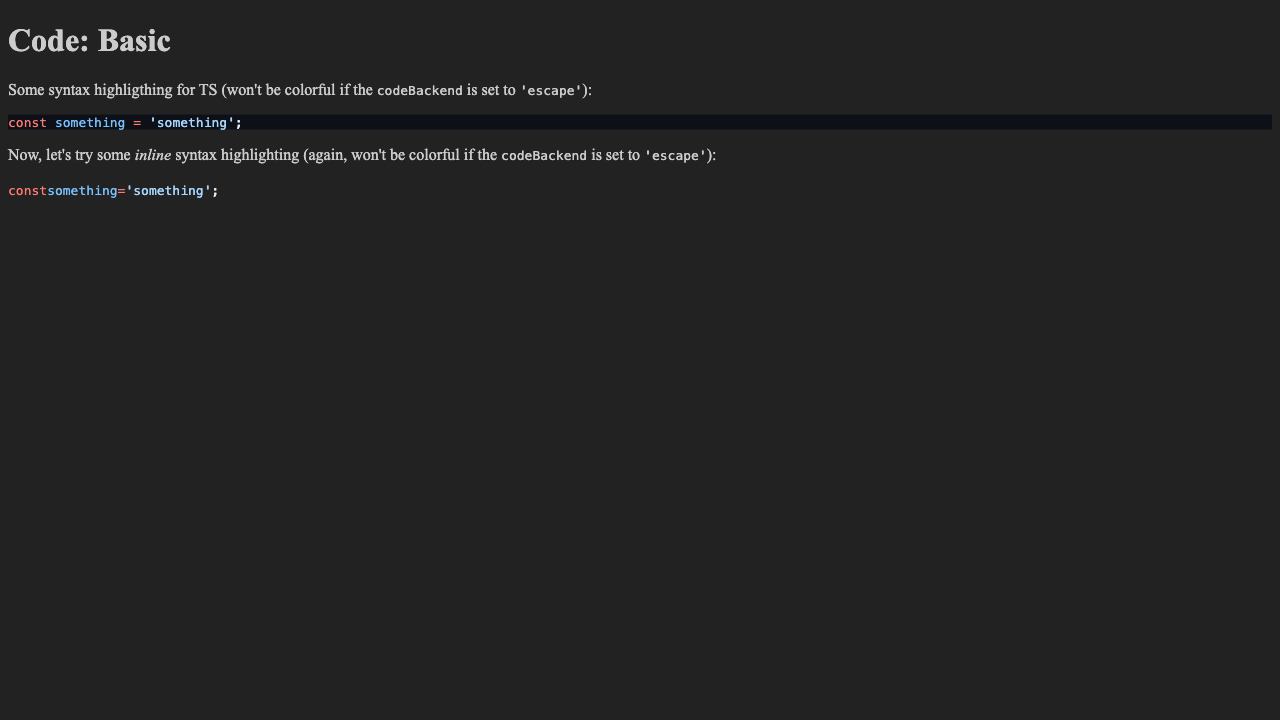 Code: Basic
Some syntax highligthing for TS (won't be colorful if the codeBackend is set to 'escape'):
const something = 'something';
Now, let's try some inline syntax highlighting (again, won't be colorful if the codeBackend is set to 'escape'):
constsomething='something';